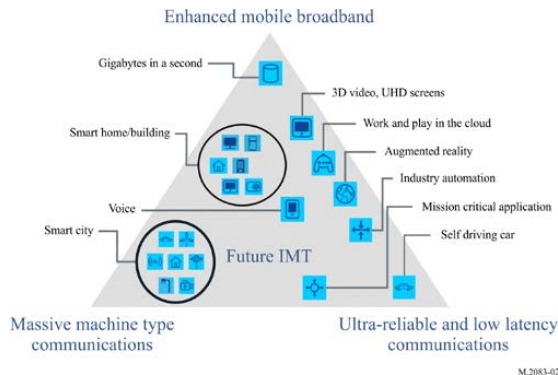 Enhanced mobile broadband
Gigabytes in a second
3D video, UHD screens
Smart home/building
Work and play in the cloud
Augmented reality
Industry automation
Voice
Mission critical application
Smart city
Self driving car
Future IMT
Massive machine type
communications
Ultra-reliable and low latency
communications
M.2083-02